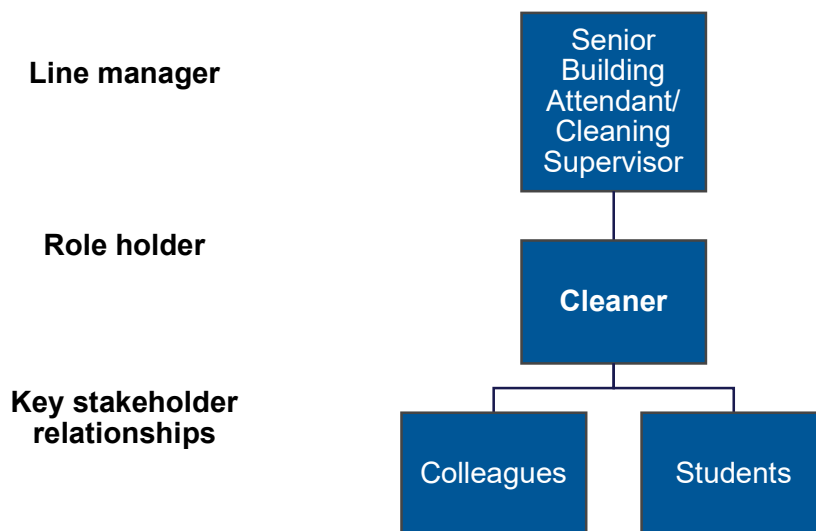 Line manager
Senior
Building
Attendant/
Cleaning
Supervisor
Role holder
Cleaner
Key stakeholder
relationships
Colleagues
Students